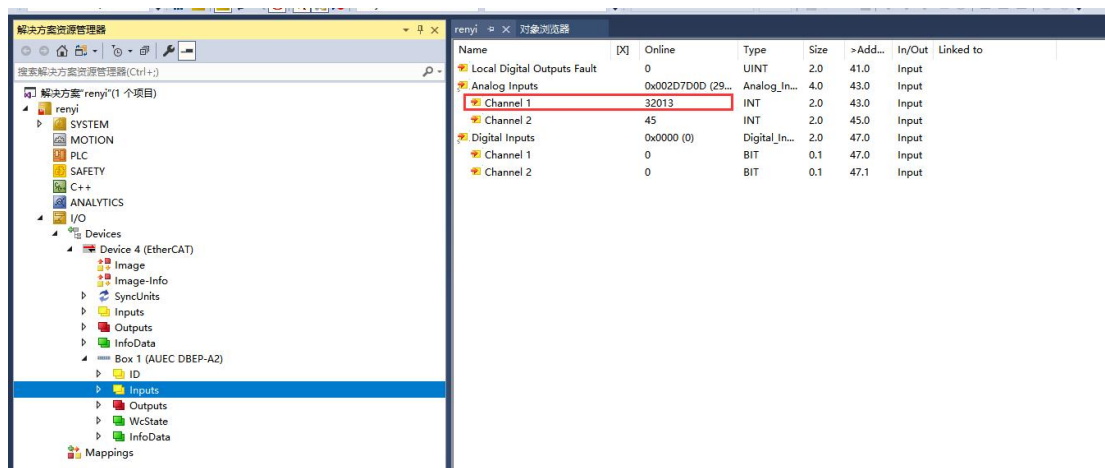 解决方案资源管理器
搜索解决方案资源管理器(Ctrl+;)
解决方案"renyi"(1 个项目)
renyi
SYSTEM
MOTION
PLC
SAFETY
C++
ANALYTICS
I/O
Devices
Device 4 (EtherCAT)
Image
Image-Info
SyncUnits
Inputs
Outputs
InfoData
Box 1 (AUEC DBEP-A2)
ID
Inputs
Outputs
WcState
InfoData
Mappings
renyi 对象浏览器
Name [X] Online Type Size >Add... In/Out Linked to
Local Digital Outputs Fault 0 UINT 2.0 41.0 Input
Analog Inputs 0x002D7D0D (29... Analog_In... 4.0 43.0 Input
Channel 1 32013 INT 2.0 43.0 Input
Channel 2 45 INT 2.0 45.0 Input
Digital Inputs 0x0000 (0) Digital_In... 2.0 47.0 Input
Channel 1 0 BIT 0.1 47.0 Input
Channel 2 0 BIT 0.1 47.1 Input